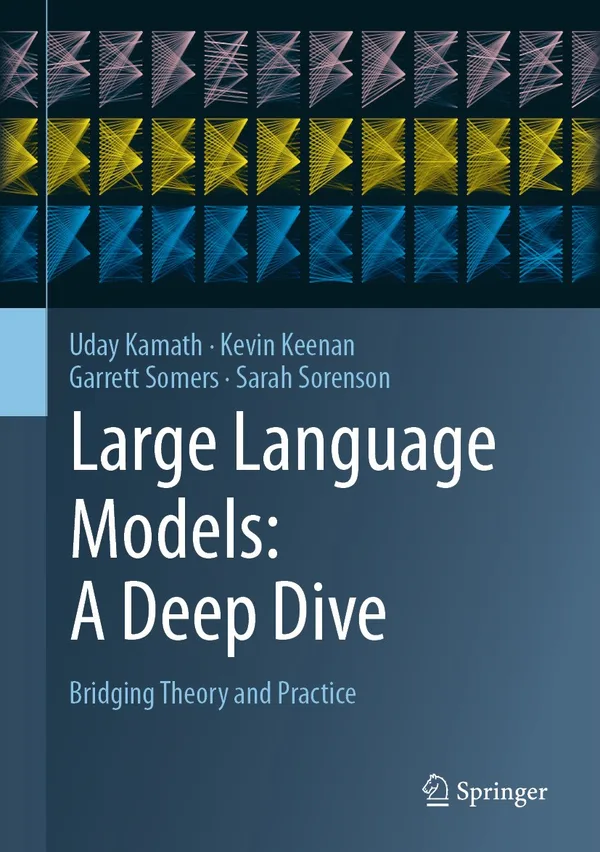 Uday Kamath · Kevin Keenan
Garrett Somers · Sarah Sorenson
Large Language
Models:
A Deep Dive
Bridging Theory and Practice
Springer